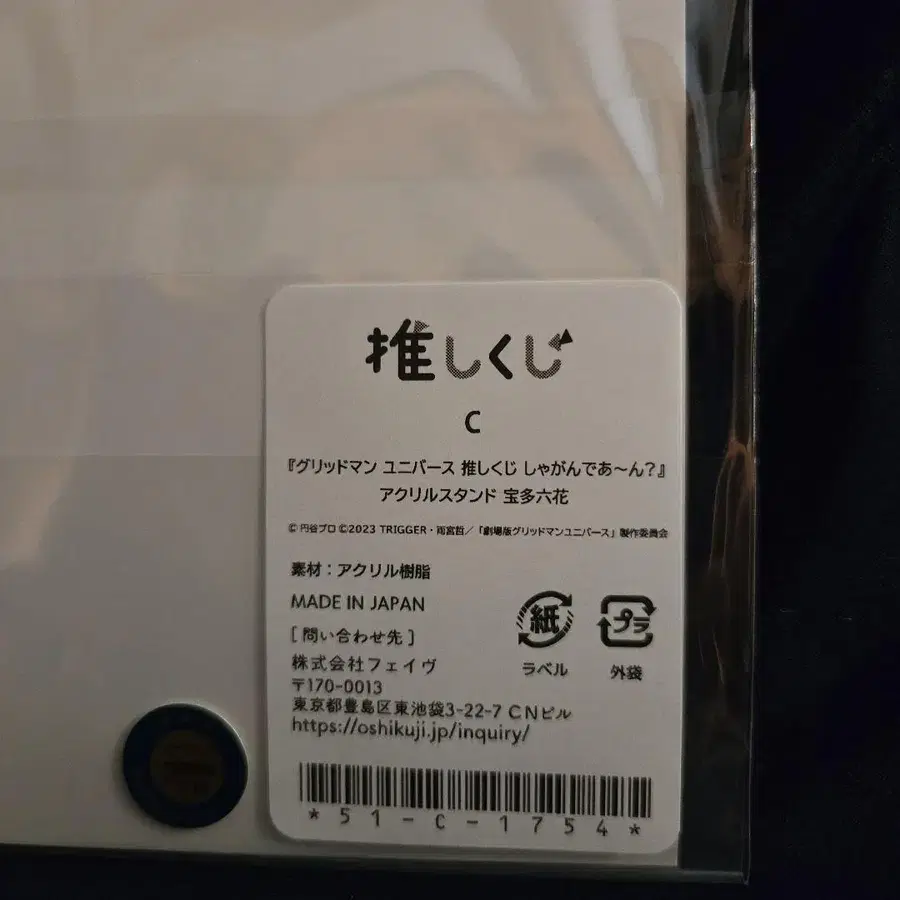 推しくじ
C
『グリッドマン ユニバース 推しくじ しゃがんであ〜ん?』
アクリルスタンド 宝多六花
© 円谷プロ ©2023 TRIGGER・雨宮哲/「劇場版グリッドマンユニバース」製作委員会
素材：アクリル樹脂
MADE IN JAPAN
[問い合わせ先]
株式会社フェイヴ
〒170-0013
東京都豊島区東池袋3-22-7 CNビル
https://oshikuji.jp/inquiry/
紙
ラベル
プラ
外袋
*51-C-1754*